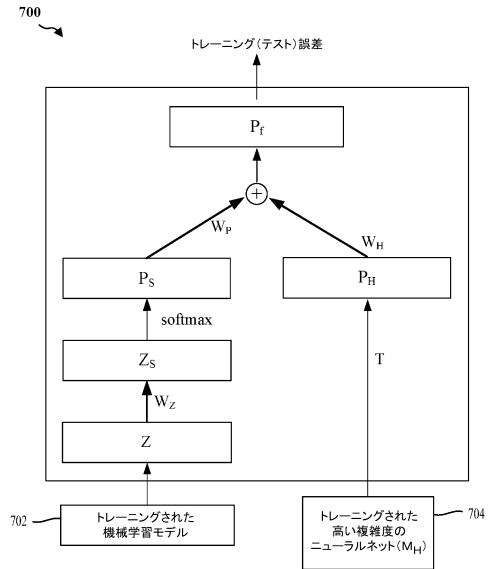 700
トレーニング(テスト)誤差
Pf
+
WP
WH
PS
PH
softmax
ZS
T
WZ
Z
702
トレーニングされた
機械学習モデル
トレーニングされた
高い複雑度の
ニューラルネット(MH)
704